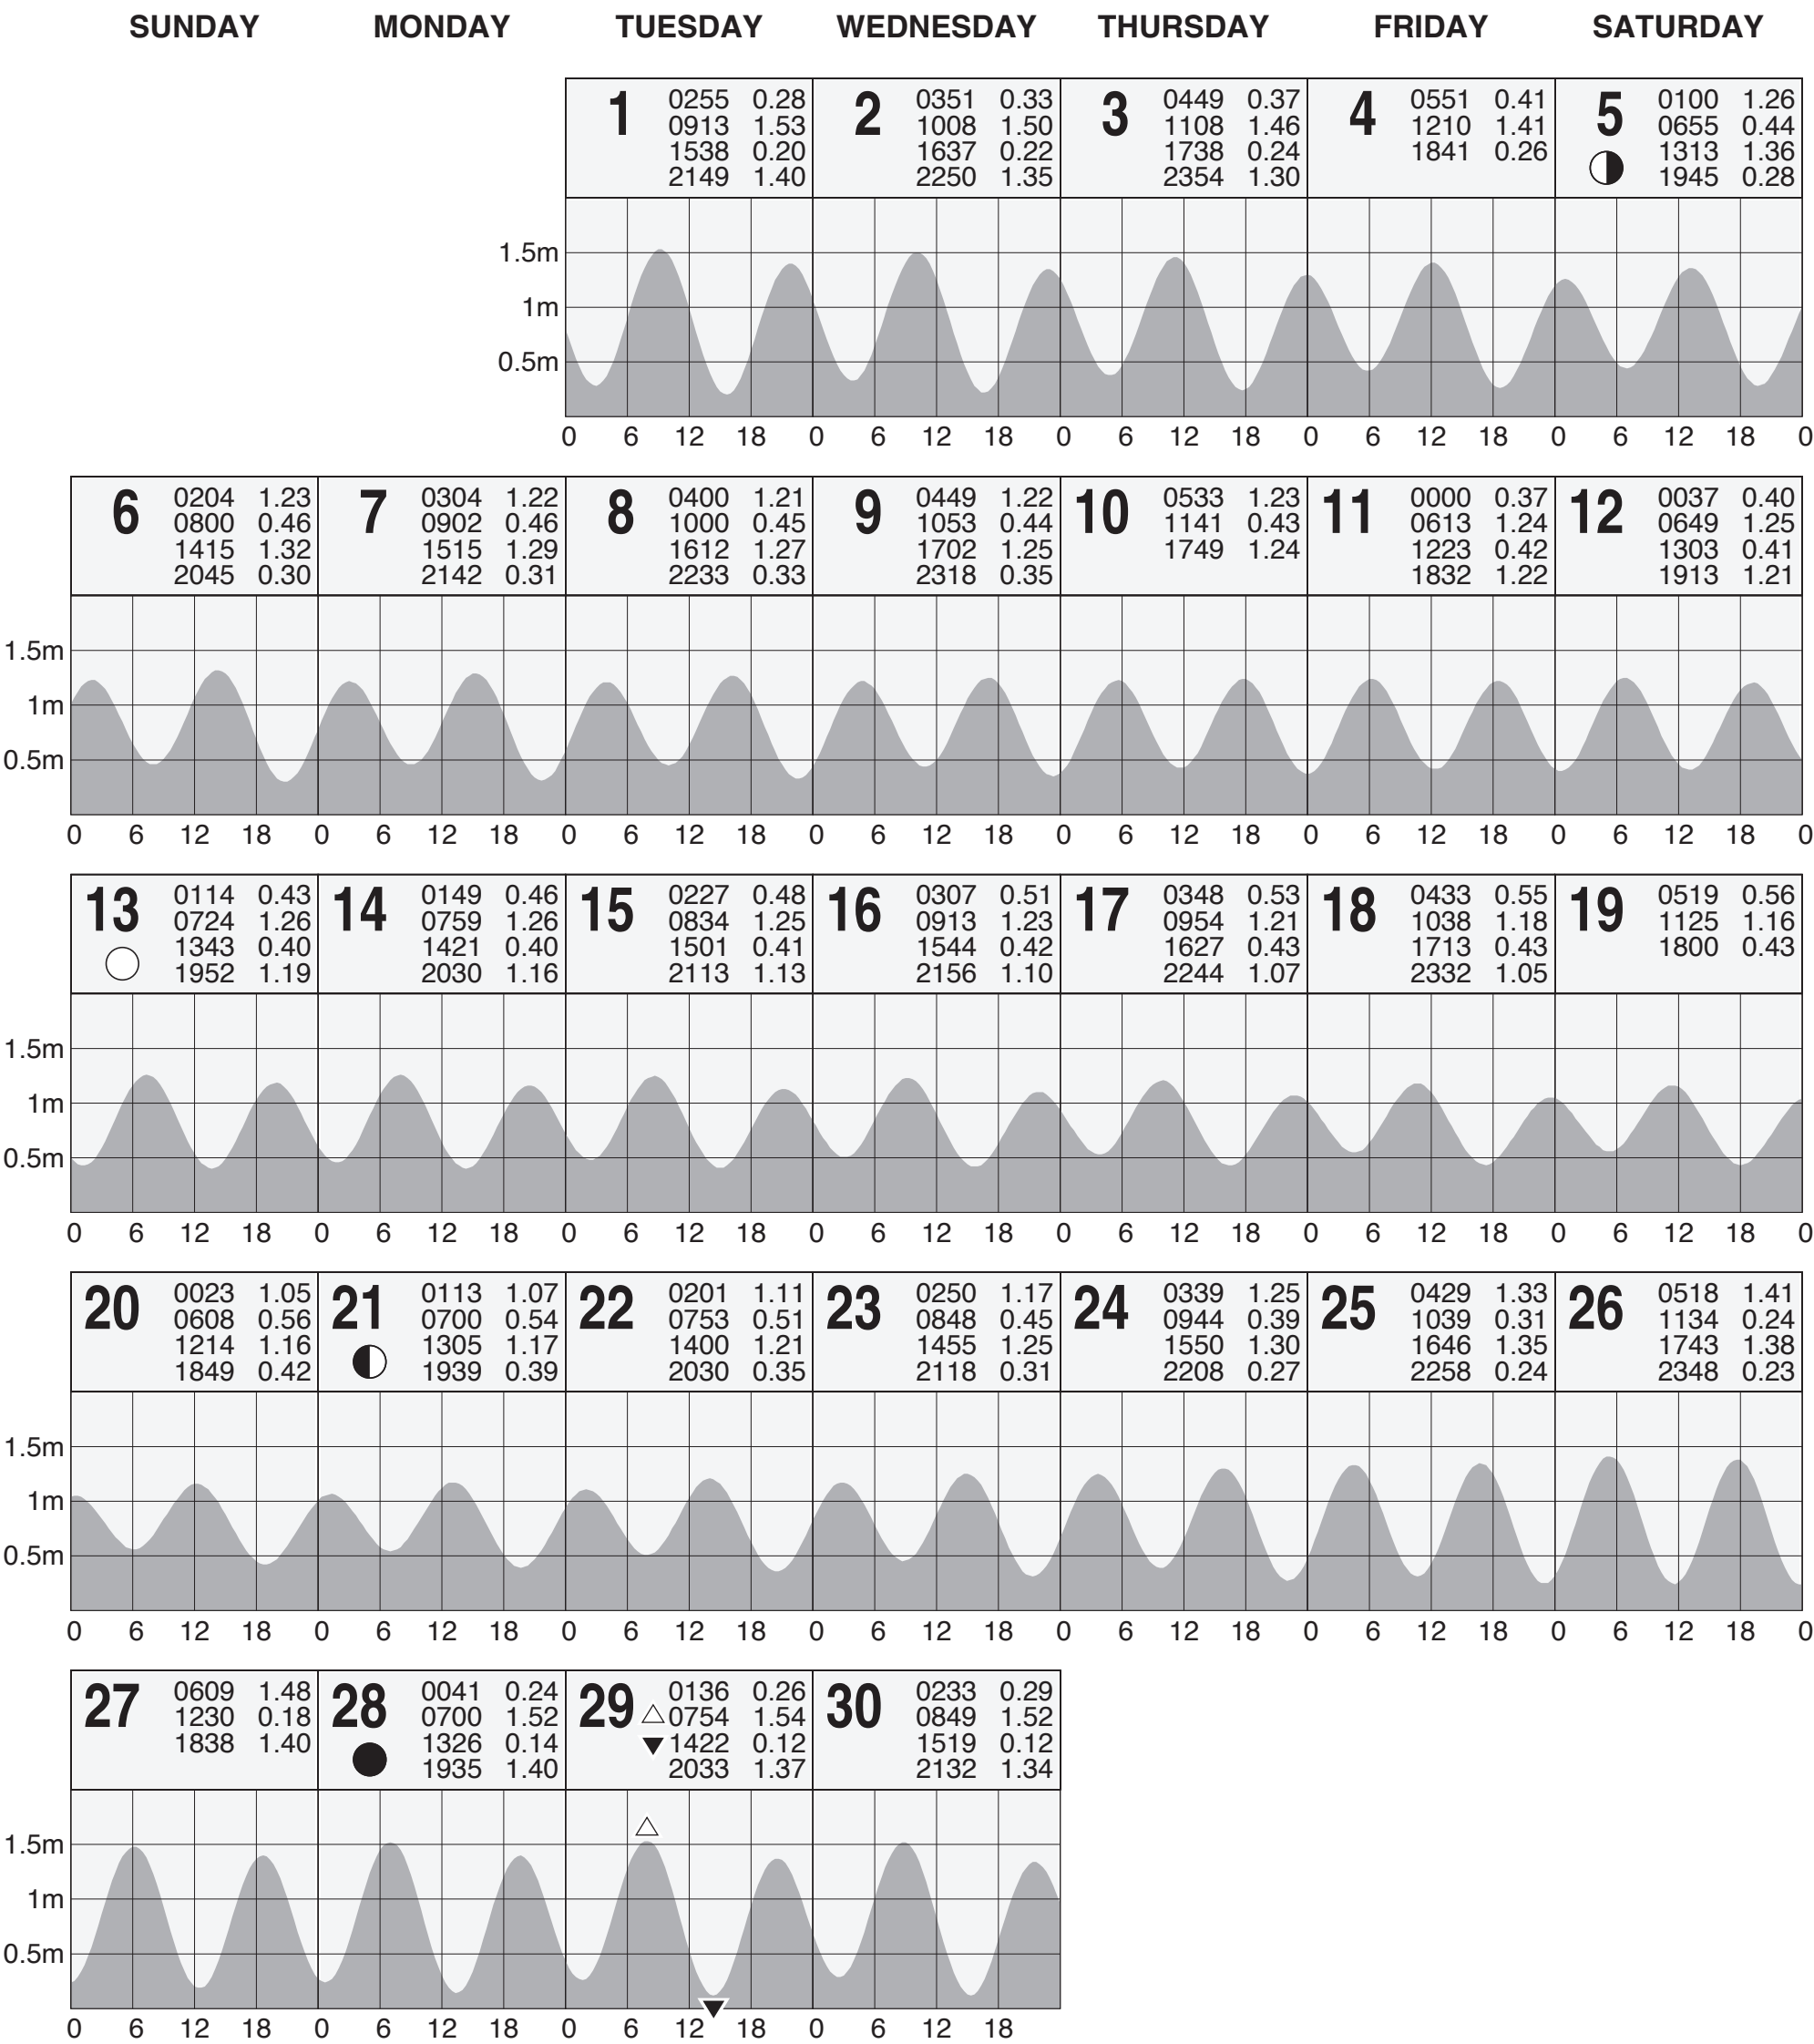 SUNDAY MONDAY TUESDAY WEDNESDAY THURSDAY FRIDAY SATURDAY
1 0255 0.28
0913 1.53
1538 0.20
2149 1.40
2 0351 0.33
1008 1.50
1637 0.22
2250 1.35
3 0449 0.37
1108 1.46
1738 0.24
2354 1.30
4 0551 0.41
1210 1.41
1841 0.26
5 0100 1.26
0655 0.44
1313 1.36
1945 0.28
1.5m
1m
0.5m
0 6 12 18 0 6 12 18 0 6 12 18 0 6 12 18 0 6 12 18 0
6 0204 1.23
0800 0.46
1415 1.32
2045 0.30
7 0304 1.22
0902 0.46
1515 1.29
2142 0.31
8 0400 1.21
1000 0.45
1612 1.27
2233 0.33
9 0449 1.22
1053 0.44
1702 1.25
2318 0.35
10 0533 1.23
1141 0.43
1749 1.24
11 0000 0.37
0613 1.24
1223 0.42
1832 1.22
12 0037 0.40
0649 1.25
1303 0.41
1913 1.21
1.5m
1m
0.5m
0 6 12 18 0 6 12 18 0 6 12 18 0 6 12 18 0 6 12 18 0 6 12 18 0 6 12 18 0
13 0114 0.43
0724 1.26
1343 0.40
1952 1.19
14 0149 0.46
0759 1.26
1421 0.40
2030 1.16
15 0227 0.48
0834 1.25
1501 0.41
2113 1.13
16 0307 0.51
0913 1.23
1544 0.42
2156 1.10
17 0348 0.53
0954 1.21
1627 0.43
2244 1.07
18 0433 0.55
1038 1.18
1713 0.43
2332 1.05
19 0519 0.56
1125 1.16
1800 0.43
1.5m
1m
0.5m
0 6 12 18 0 6 12 18 0 6 12 18 0 6 12 18 0 6 12 18 0 6 12 18 0 6 12 18 0
20 0023 1.05
0608 0.56
1214 1.16
1849 0.42
21 0113 1.07
0700 0.54
1305 1.17
1939 0.39
22 0201 1.11
0753 0.51
1400 1.21
2030 0.35
23 0250 1.17
0848 0.45
1455 1.25
2118 0.31
24 0339 1.25
0944 0.39
1550 1.30
2208 0.27
25 0429 1.33
1039 0.31
1646 1.35
2258 0.24
26 0518 1.41
1134 0.24
1743 1.38
2348 0.23
1.5m
1m
0.5m
0 6 12 18 0 6 12 18 0 6 12 18 0 6 12 18 0 6 12 18 0 6 12 18 0 6 12 18 0
27 0609 1.48
1230 0.18
1838 1.40
28 0041 0.24
0700 1.52
1326 0.14
1935 1.40
29 0136 0.26
0754 1.54
1422 0.12
2033 1.37
30 0233 0.29
0849 1.52
1519 0.12
2132 1.34
1.5m
1m
0.5m
0 6 12 18 0 6 12 18 0 6 12 18 0 6 12 18